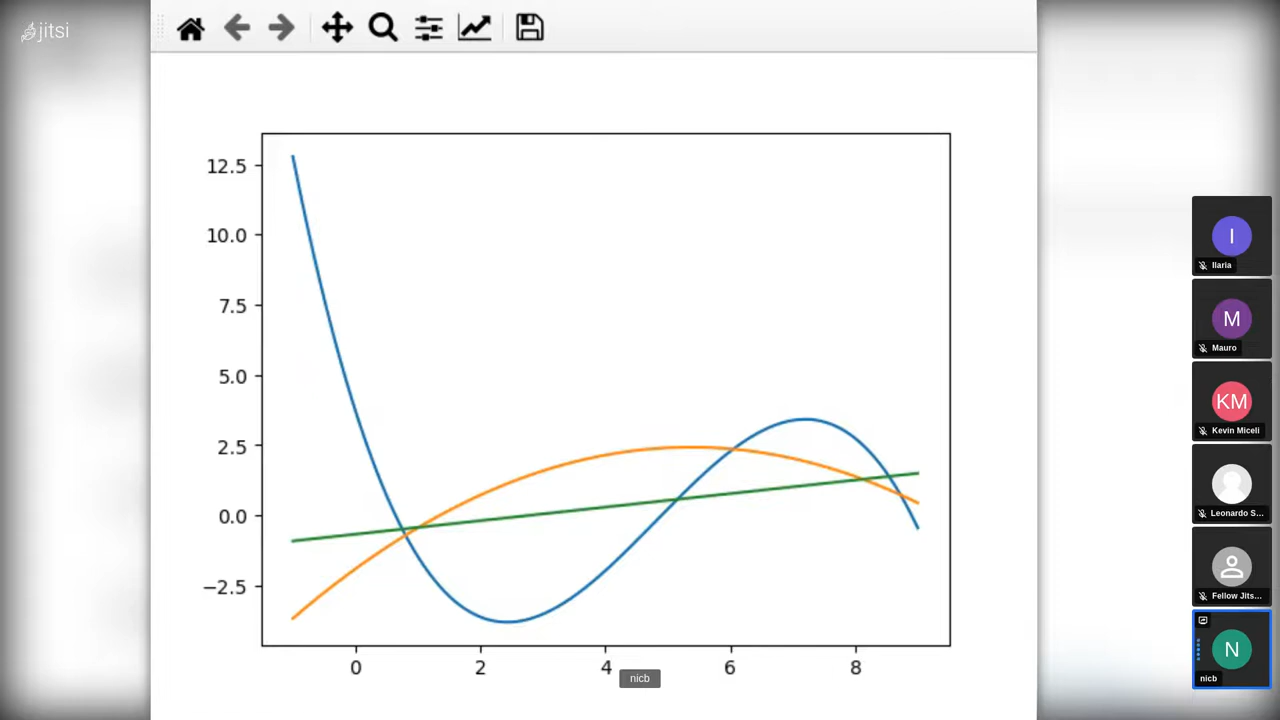 jitsi
12.5
10.0
7.5
5.0
2.5
0.0
−2.5
0 2 4 6 8
nicb
I
Ilaria
M
Mauro
KM
Kevin Miceli
Leonardo S...
Fellow Jits...
N
nicb